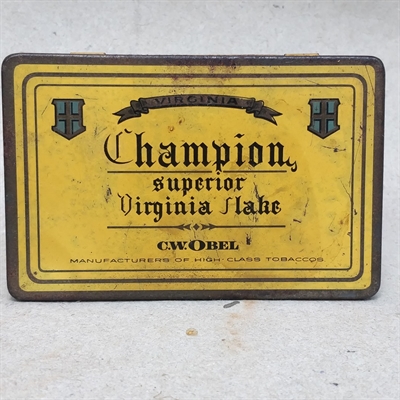 VIRGINIA
Champion
superior
Virginia Flake
C.W. OBEL
MANUFACTURERS OF HIGH-CLASS TOBACCOS